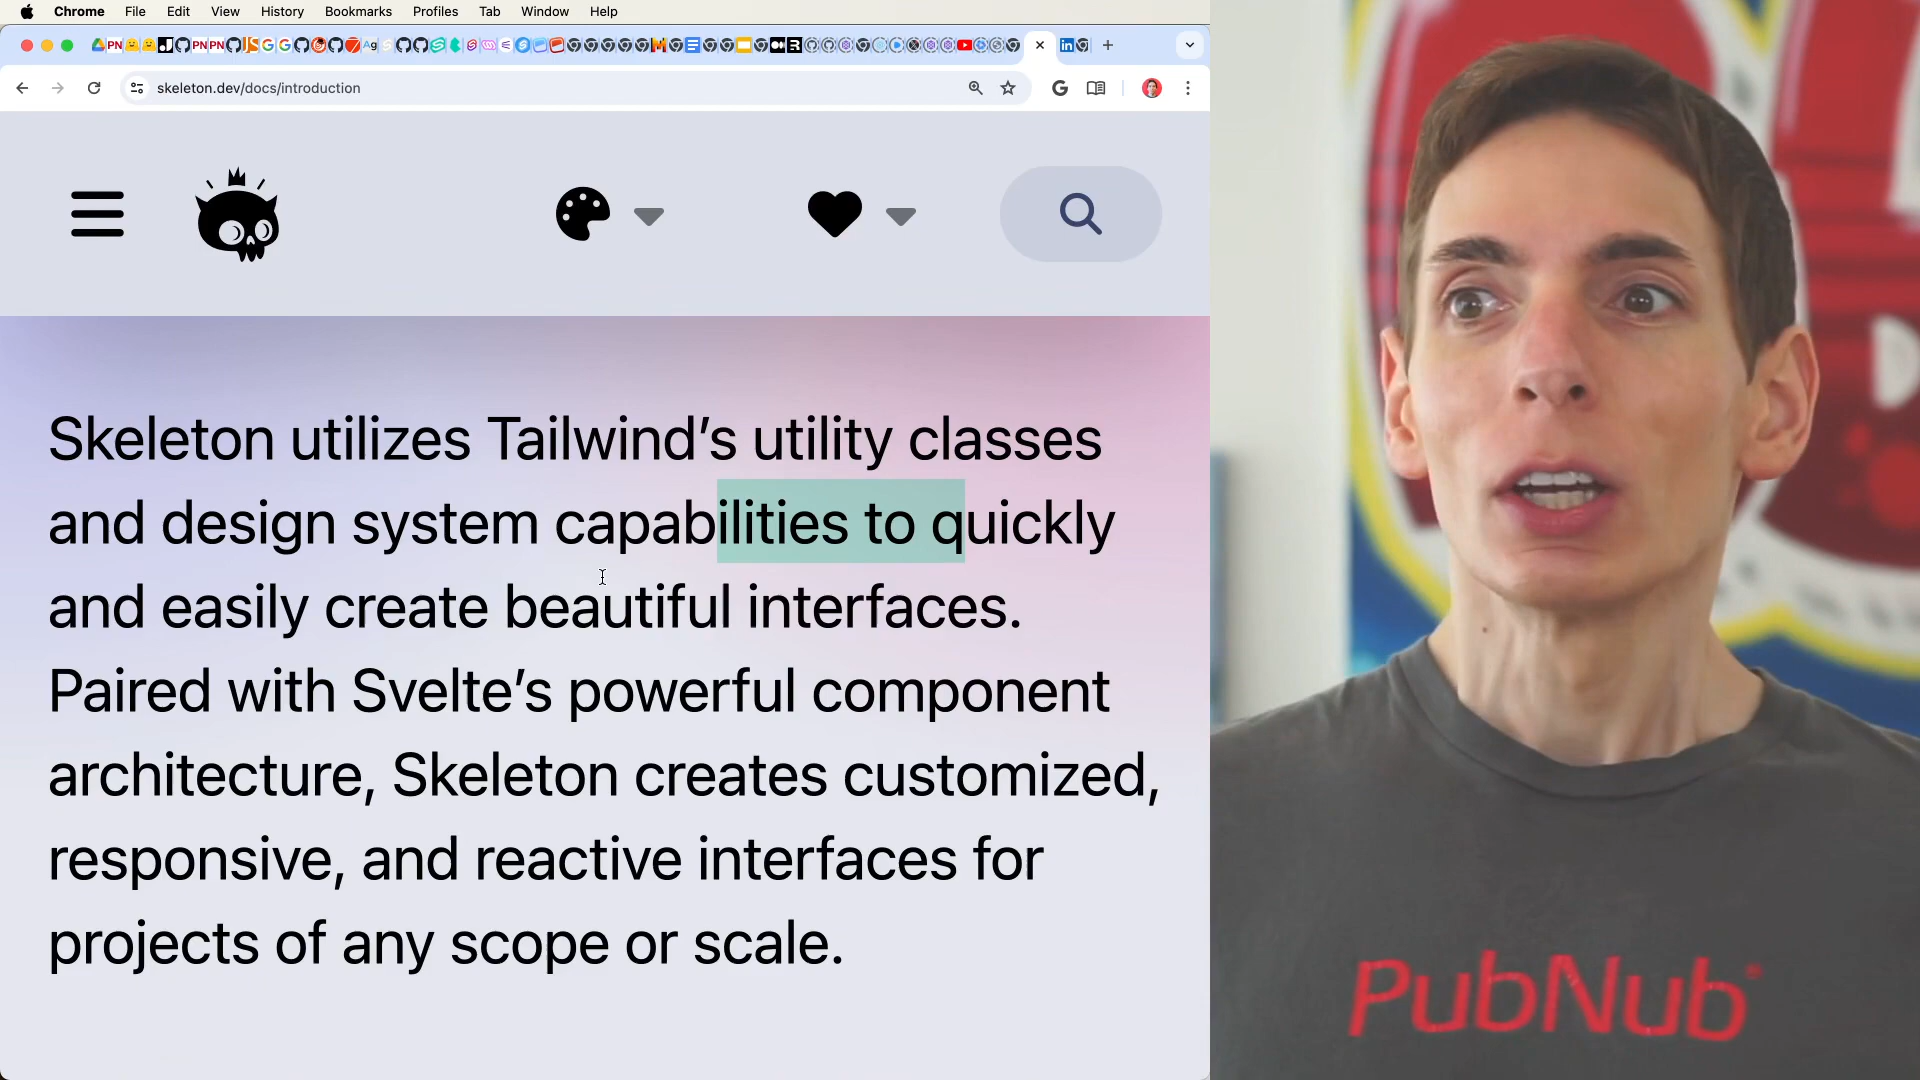 Chrome File Edit View History Bookmarks Profiles Tab Window Help
skeleton.dev/docs/introduction
Skeleton utilizes Tailwind’s utility classes
and design system capabilities to quickly
and easily create beautiful interfaces.
Paired with Svelte’s powerful component
architecture, Skeleton creates customized,
responsive, and reactive interfaces for
projects of any scope or scale.
PubNub